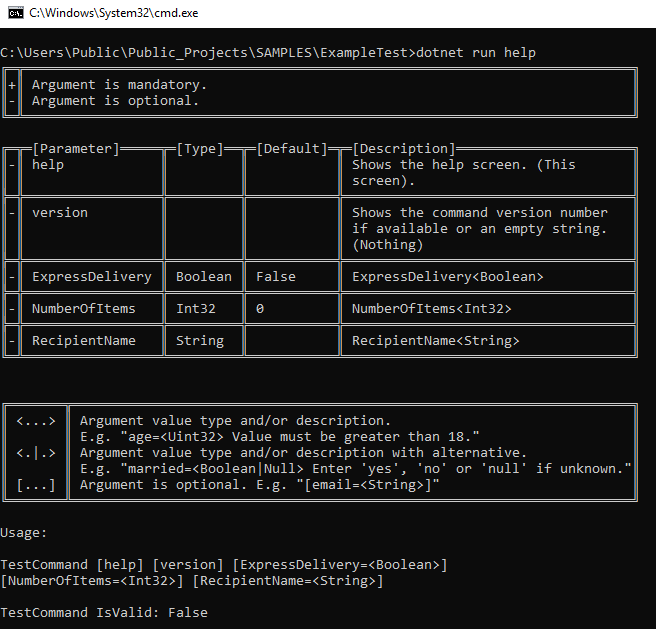 C:\Windows\System32\cmd.exe
C:\Users\Public\Public_Projects\SAMPLES\ExampleTest>dotnet run help
+ Argument is mandatory.
- Argument is optional.
[Parameter] [Type] [Default] [Description]
- help Shows the help screen. (This
screen).
- version Shows the command version number
if available or an empty string.
(Nothing)
- ExpressDelivery Boolean False ExpressDelivery<Boolean>
- NumberOfItems Int32 0 NumberOfItems<Int32>
- RecipientName String RecipientName<String>
<...> Argument value type and/or description.
E.g. "age=<Uint32> Value must be greater than 18."
<.|.> Argument value type and/or description with alternative.
E.g. "married=<Boolean|Null> Enter 'yes', 'no' or 'null' if unknown."
[...] Argument is optional. E.g. "[email=<String>]"
Usage:
TestCommand [help] [version] [ExpressDelivery=<Boolean>]
[NumberOfItems=<Int32>] [RecipientName=<String>]
TestCommand IsValid: False